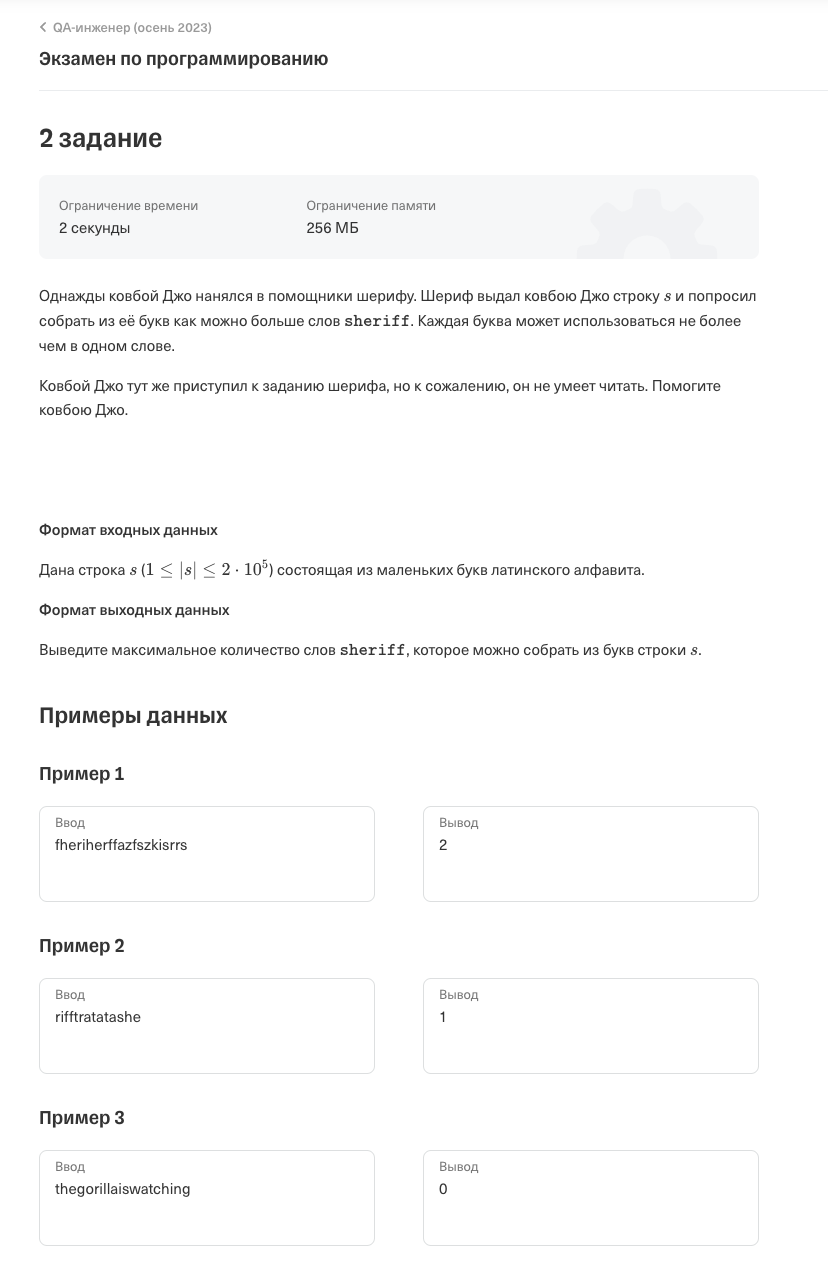 QA-инженер (осень 2023)
Экзамен по программированию
2 задание
Ограничение времени
2 секунды
Ограничение памяти
256 МБ
Однажды ковбой Джо нанялся в помощники шерифу. Шериф выдал ковбою Джо строку s и попросил
собрать из её букв как можно больше слов sheriff. Каждая буква может использоваться не более
чем в одном слове.
Ковбой Джо тут же приступил к заданию шерифа, но к сожалению, он не умеет читать. Помогите
ковбою Джо.
Формат входных данных
Дана строка s (1 ≤ |s| ≤ 2 · 10⁵) состоящая из маленьких букв латинского алфавита.
Формат выходных данных
Выведите максимальное количество слов sheriff, которое можно собрать из букв строки s.
Примеры данных
Пример 1
Ввод
fheriherffazfszkisrrs
Вывод
2
Пример 2
Ввод
rifftratatashe
Вывод
1
Пример 3
Ввод
thegorillaiswatching
Вывод
0